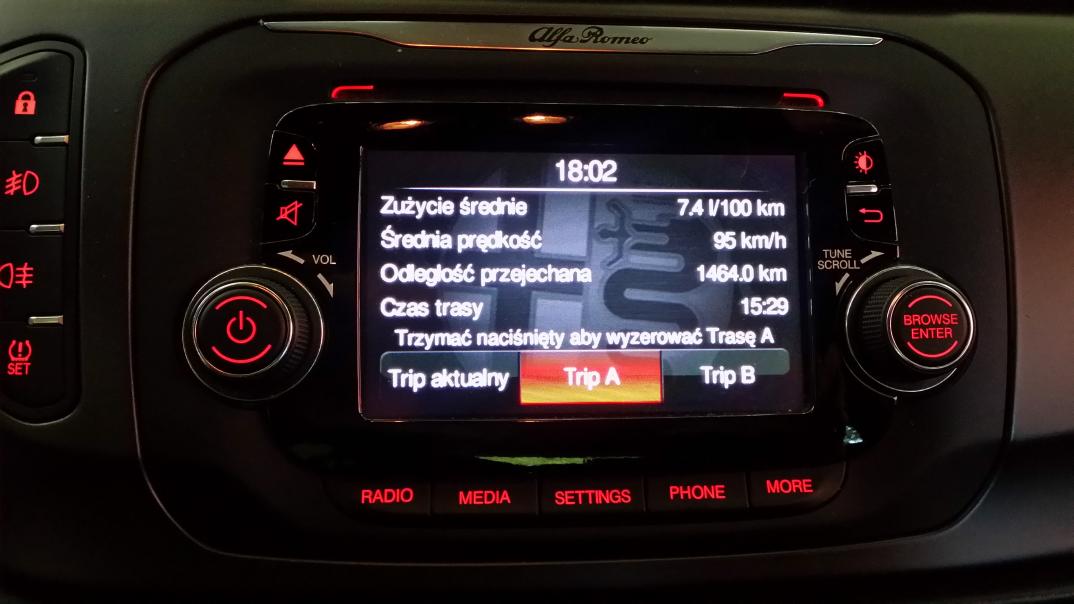 Alfa Romeo
18:02
Zużycie średnie 7.4 l/100 km
Średnia prędkość 95 km/h
Odległość przejechana 1464.0 km
Czas trasy 15:29
Trzymać naciśnięty aby wyzerować Trasę A
Trip aktualny Trip A Trip B
VOL
TUNE
SCROLL
BROWSE
ENTER
SET
RADIO MEDIA SETTINGS PHONE MORE